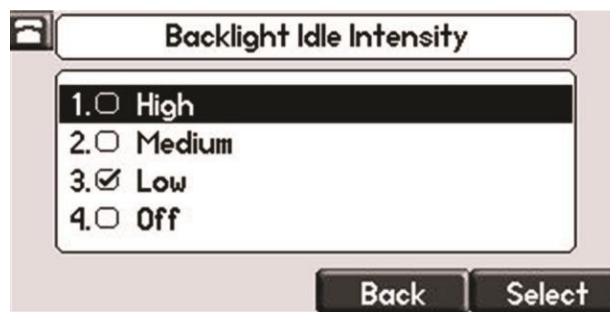 Backlight Idle Intensity
1. High
2. Medium
3. Low
4. Off
Back Select